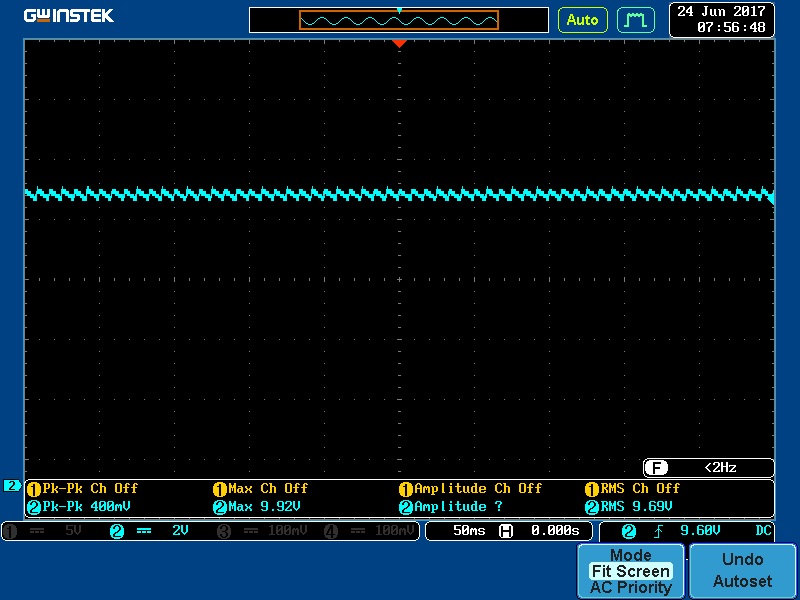 GWINSTEK
Auto
24 Jun 2017
07:56:48
F <2Hz
2
1 Pk-Pk Ch Off 1 Max Ch Off 1 Amplitude Ch Off 1 RMS Ch Off
2 Pk-Pk 400mV 2 Max 9.92V 2 Amplitude ? 2 RMS 9.69V
1 5V 2 2V 3 100mV 4 100mV 50ms H 0.000s 2 9.60V DC
Mode
Fit Screen
AC Priority
Undo
Autoset